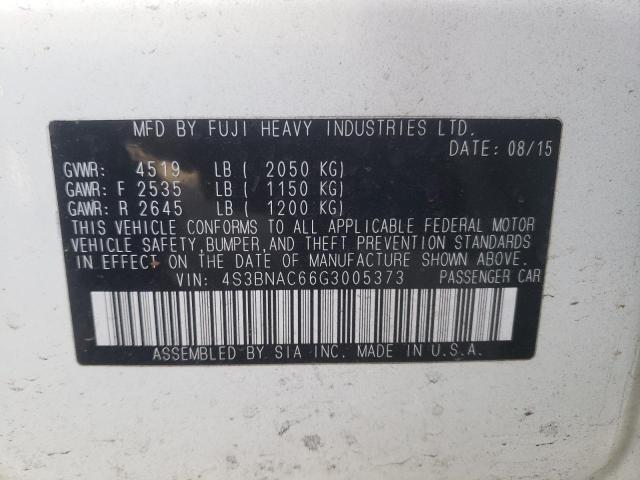 MFD BY FUJI HEAVY INDUSTRIES LTD.
DATE: 08/15
GVWR: 4519 LB ( 2050 KG)
GAWR: F 2535 LB ( 1150 KG)
GAWR: R 2645 LB ( 1200 KG)
THIS VEHICLE CONFORMS TO ALL APPLICABLE FEDERAL MOTOR
VEHICLE SAFETY, BUMPER, AND THEFT PREVENTION STANDARDS
IN EFFECT ON THE DATE OF MANUFACTURE SHOWN ABOVE.
VIN: 4S3BNAC66G3005373 PASSENGER CAR
ASSEMBLED BY SIA INC. MADE IN U.S.A.